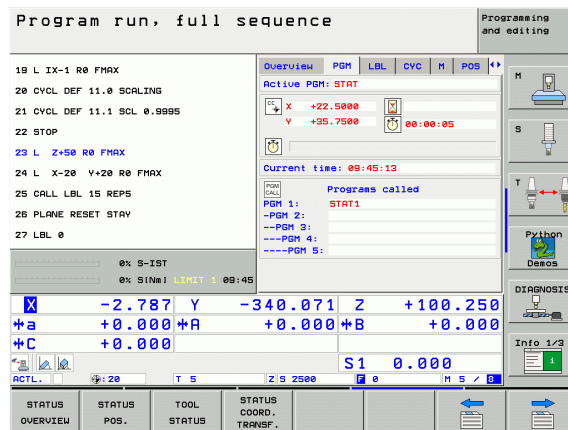 Program run, full sequence
Programming and editing
19 L IX-1 R0 FMAX
20 CYCL DEF 11.0 SCALING
21 CYCL DEF 11.1 SCL 0.9995
22 STOP
23 L Z+50 R0 FMAX
24 L X-20 Y+20 R0 FMAX
25 CALL LBL 15 REP5
26 PLANE RESET STAY
27 LBL 0
0% S-IST
0% S[Nm] LIMIT 1 09:45
Overview PGM LBL CYC M POS
Active PGM: STAT
CC X +22.5000
Y +35.7500 00:00:05
Current time: 09:45:13
PGM CALL Programs called
PGM 1: STAT1
-PGM 2:
--PGM 3:
---PGM 4:
----PGM 5:
X -2.787 Y -340.071 Z +100.250
a +0.000 A +0.000 B +0.000
C +0.000
S1 0.000
ACTL. : 20 T 5 Z S 2500 F 0 M 5 / 8
M
S
T
Python
Demos
DIAGNOSIS
Info 1/3
1
STATUS OVERVIEW
STATUS POS.
TOOL STATUS
STATUS COORD. TRANSF.